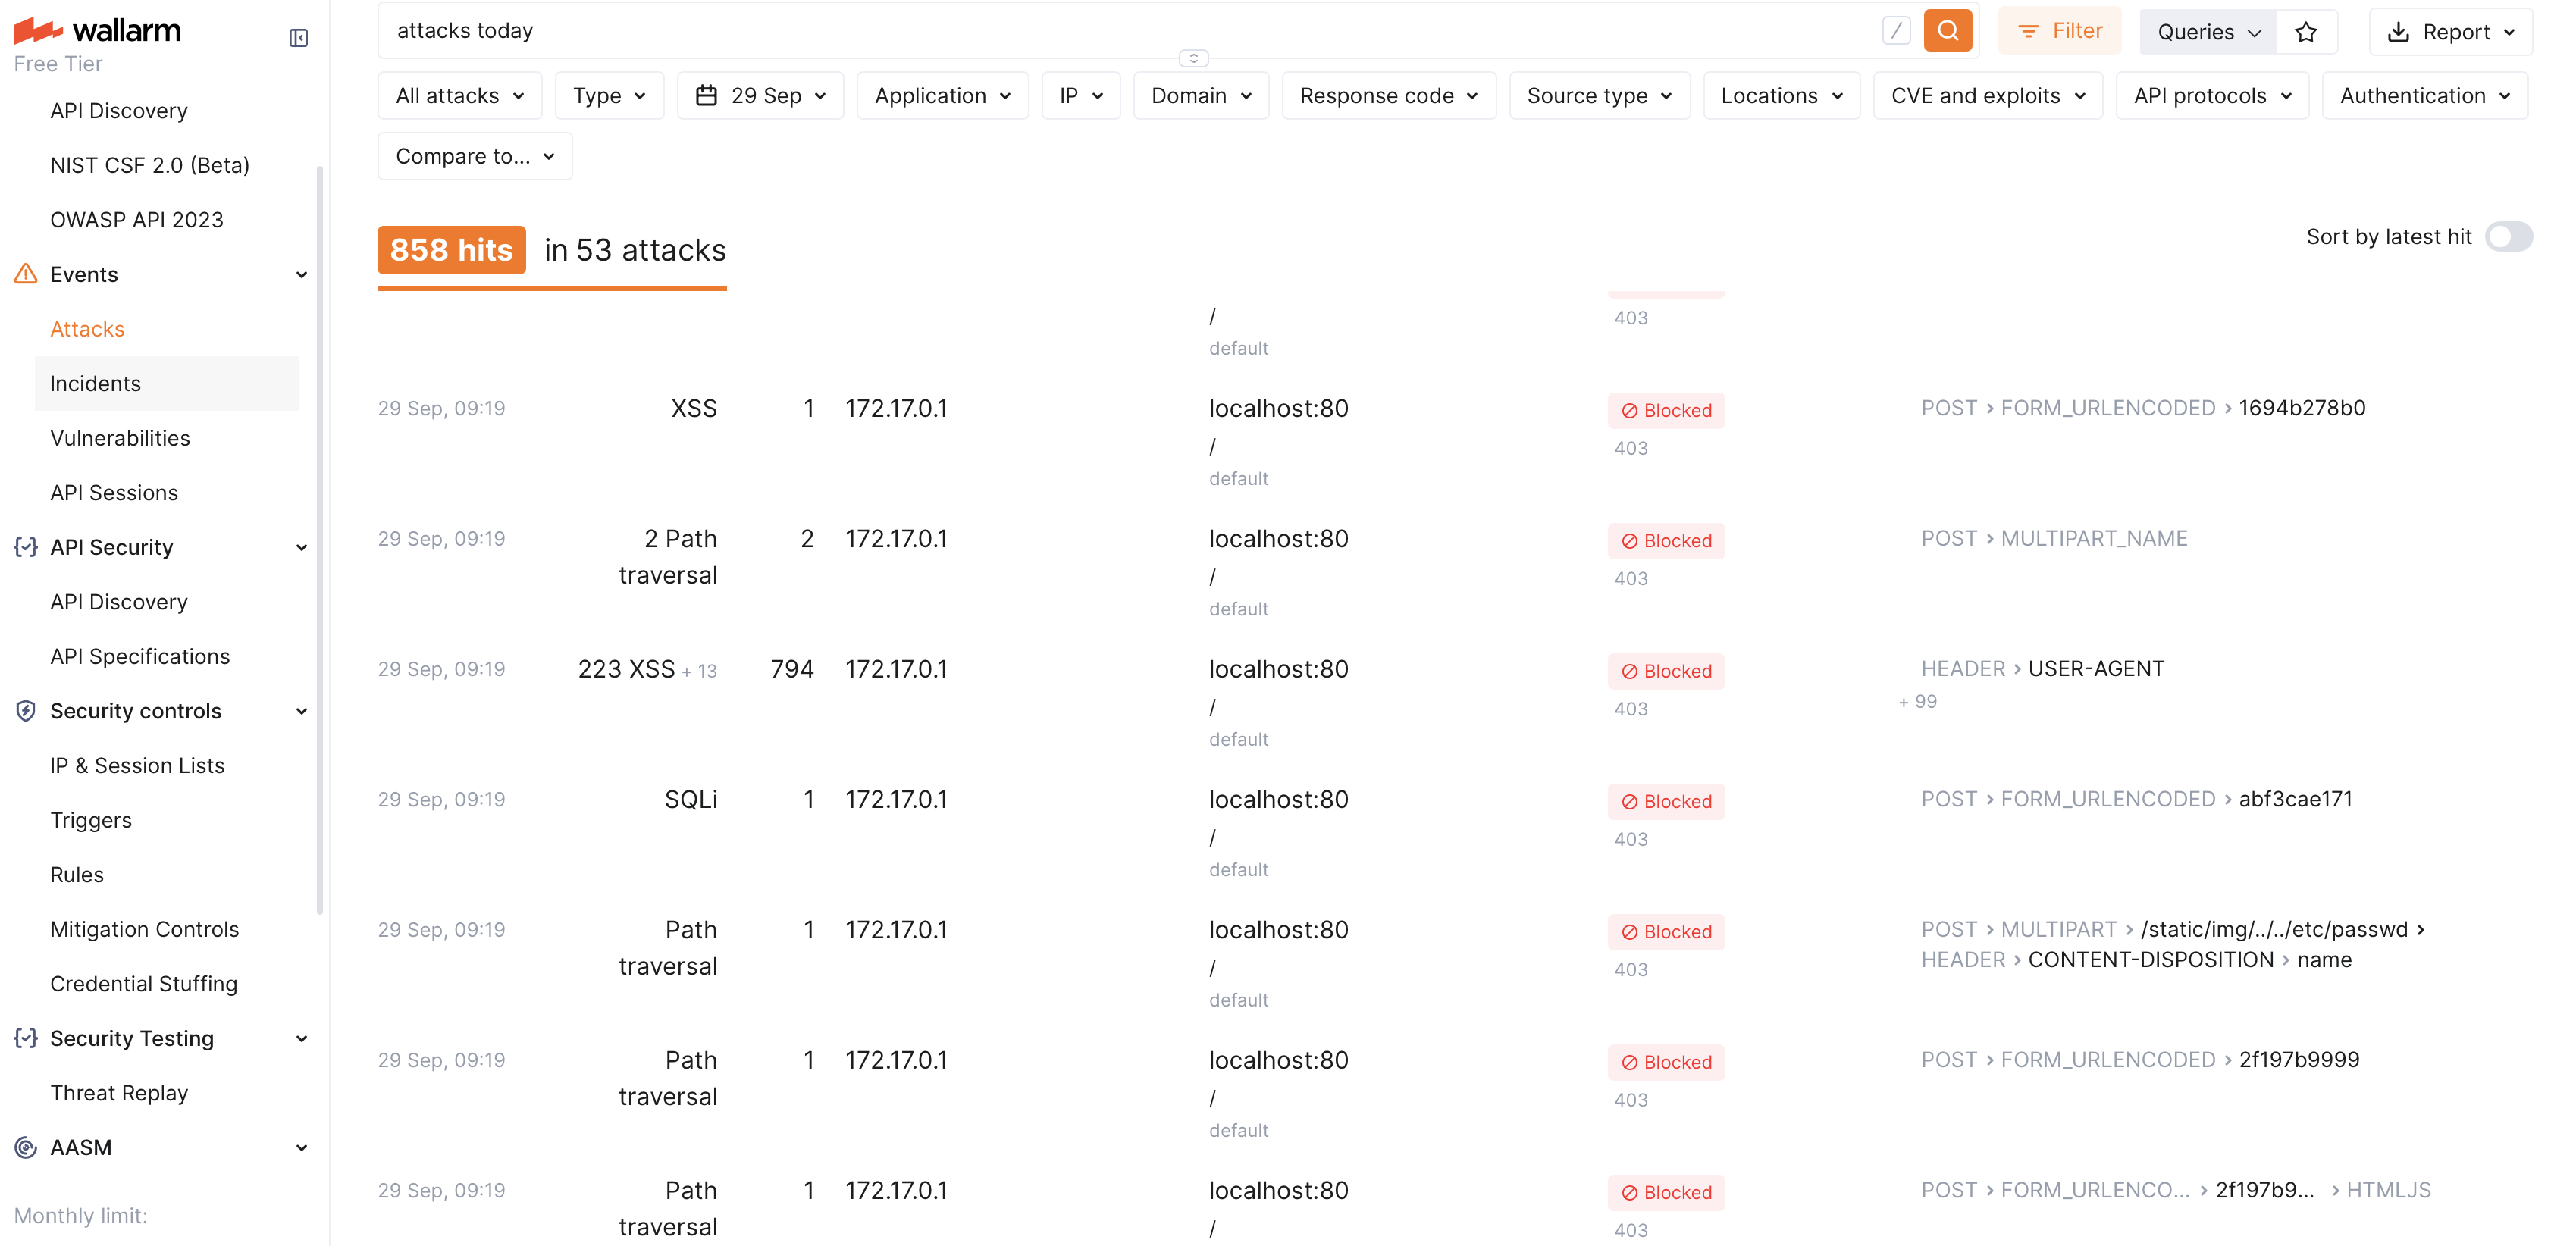 wallarm
Free Tier
API Discovery
NIST CSF 2.0 (Beta)
OWASP API 2023
Events
Attacks
Incidents
Vulnerabilities
API Sessions
API Security
API Discovery
API Specifications
Security controls
IP & Session Lists
Triggers
Rules
Mitigation Controls
Credential Stuffing
Security Testing
Threat Replay
AASM
Monthly limit:
attacks today / Filter Queries Report
All attacks Type 29 Sep Application IP Domain Response code Source type Locations CVE and exploits API protocols Authentication
Compare to...
858 hits in 53 attacks Sort by latest hit
/ 403
default
29 Sep, 09:19 XSS 1 172.17.0.1 localhost:80 Blocked POST › FORM_URLENCODED › 1694b278b0
/ 403
default
29 Sep, 09:19 2 Path 2 172.17.0.1 localhost:80 Blocked POST › MULTIPART_NAME
traversal / 403
default
29 Sep, 09:19 223 XSS + 13 794 172.17.0.1 localhost:80 Blocked HEADER › USER-AGENT
/ 403 + 99
default
29 Sep, 09:19 SQLi 1 172.17.0.1 localhost:80 Blocked POST › FORM_URLENCODED › abf3cae171
/ 403
default
29 Sep, 09:19 Path 1 172.17.0.1 localhost:80 Blocked POST › MULTIPART › /static/img/../../etc/passwd ›
traversal / 403 HEADER › CONTENT-DISPOSITION › name
default
29 Sep, 09:19 Path 1 172.17.0.1 localhost:80 Blocked POST › FORM_URLENCODED › 2f197b9999
traversal / 403
default
29 Sep, 09:19 Path 1 172.17.0.1 localhost:80 Blocked POST › FORM_URLENCO... › 2f197b9... › HTMLJS
traversal / 403